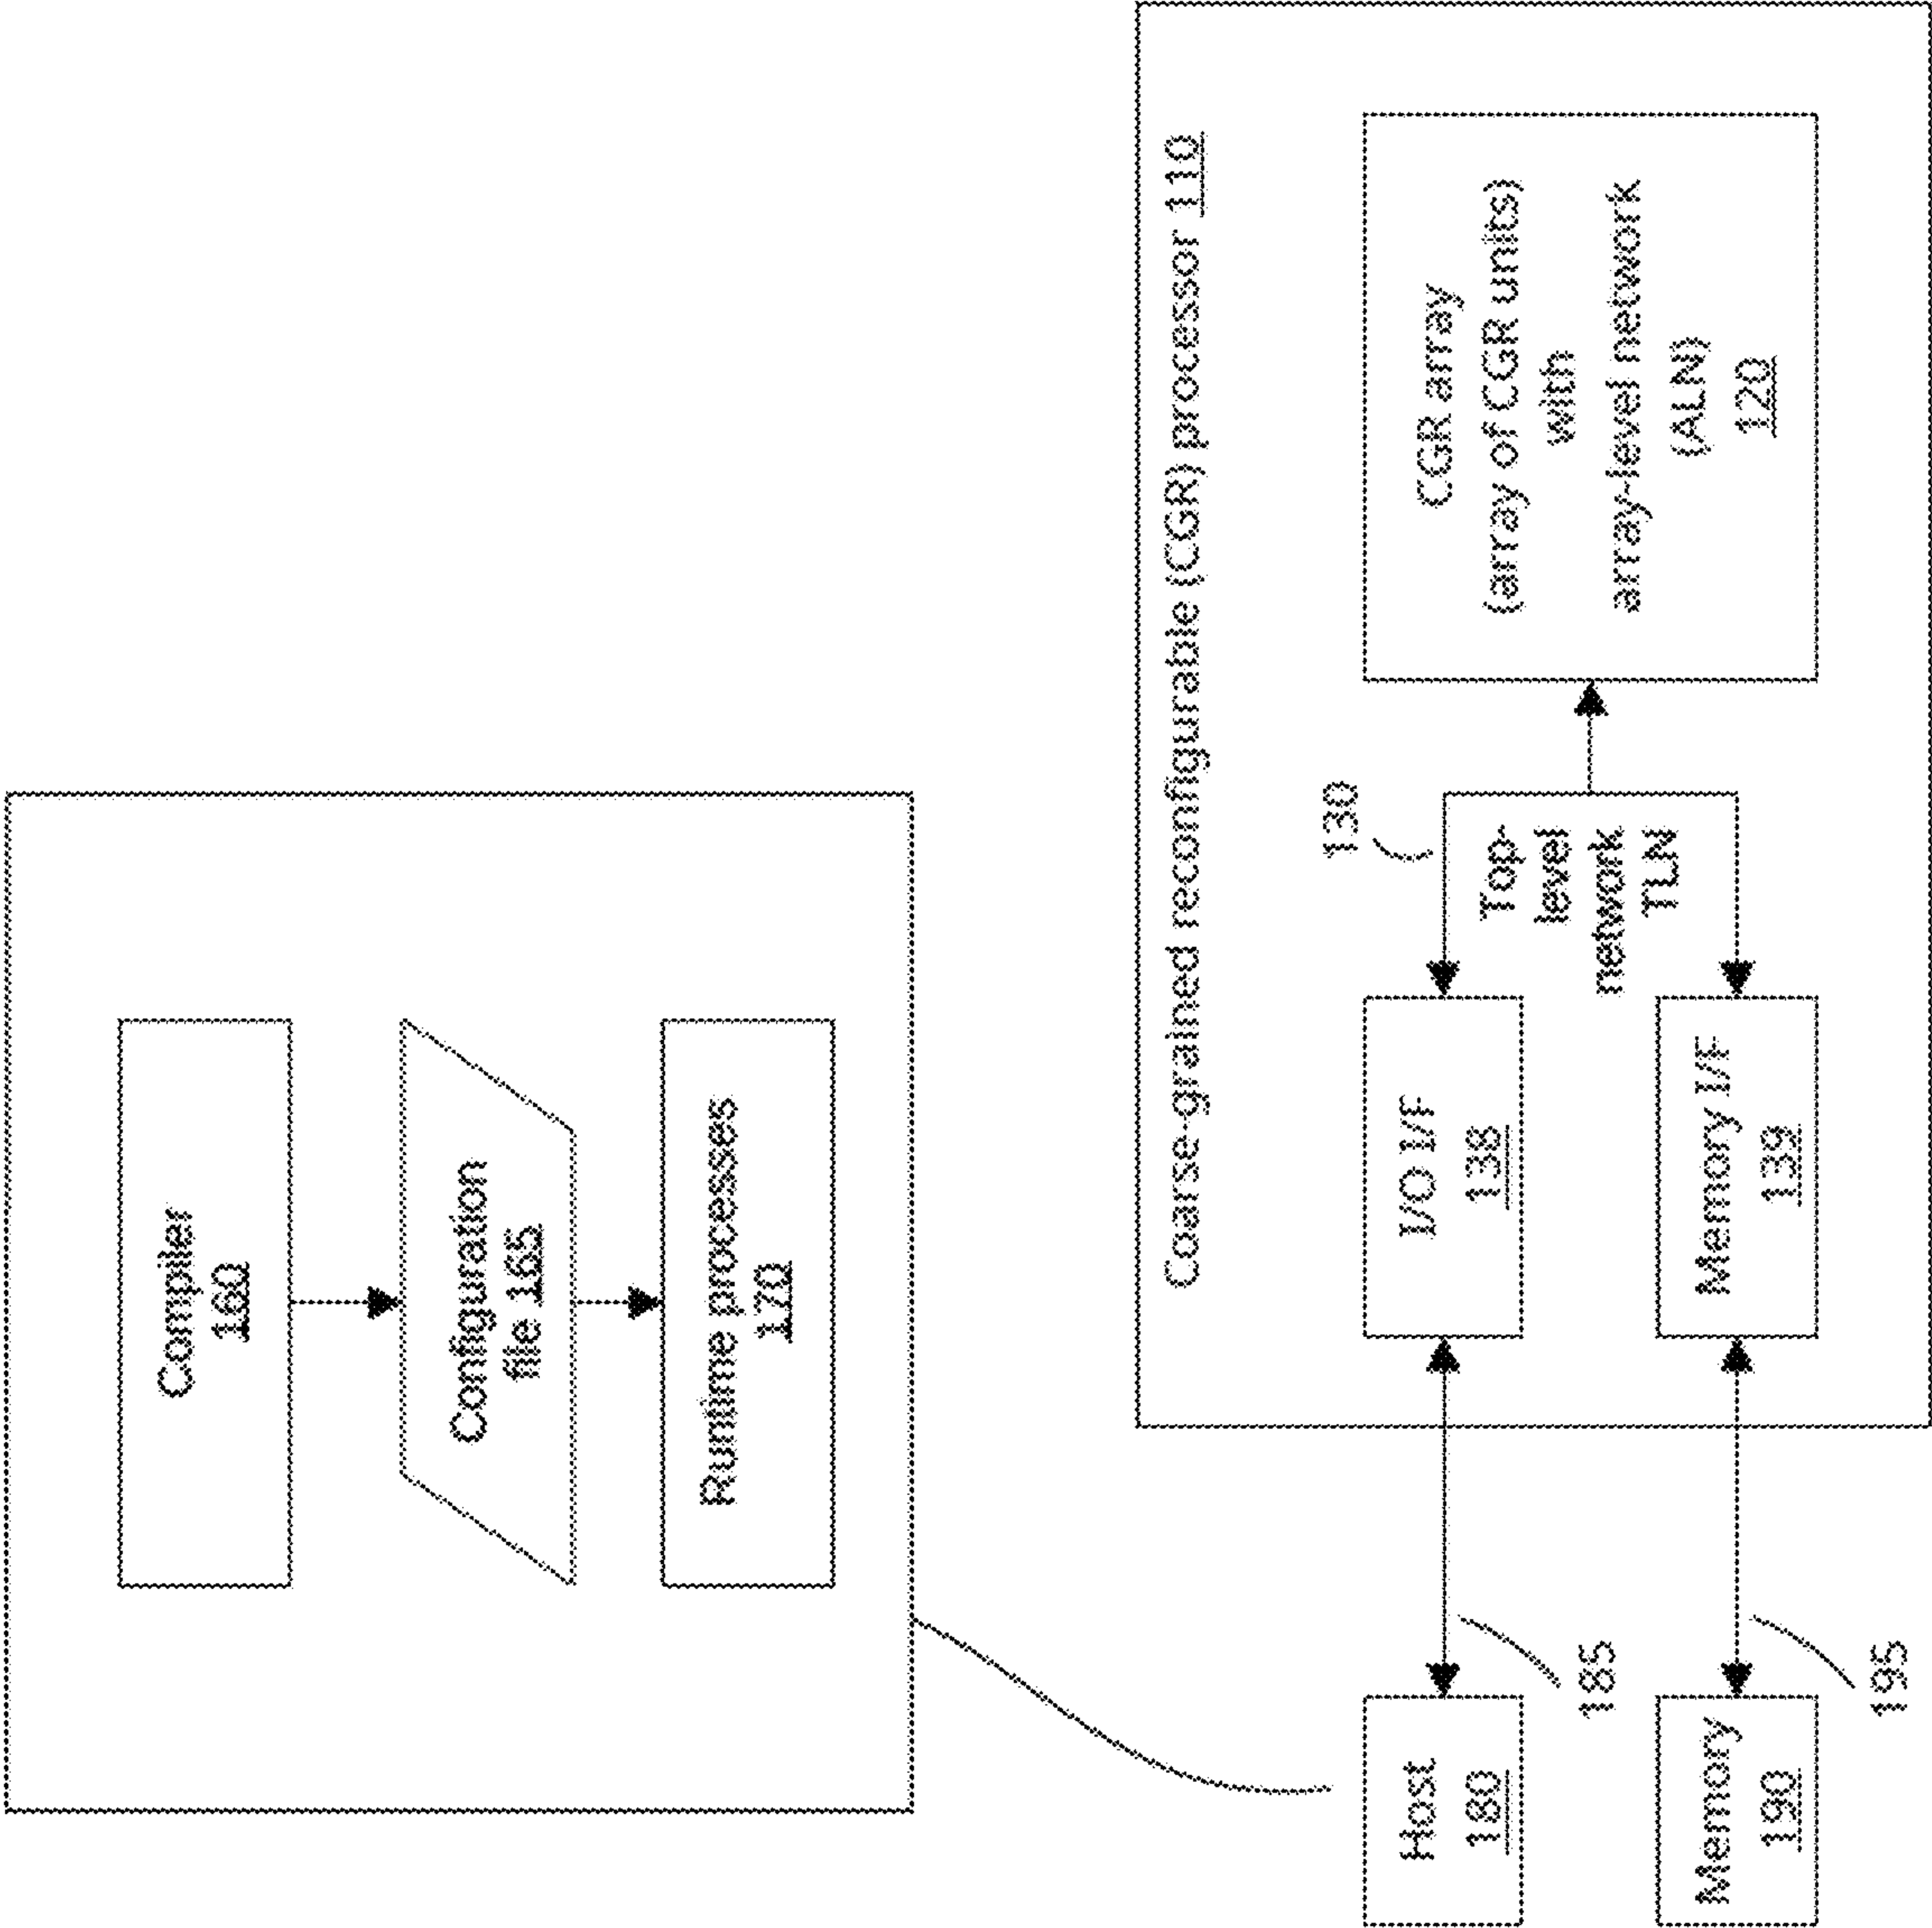 Compiler
160
Configuration
file 165
Runtime processes
170
Coarse-grained reconfigurable (CGR) processor 110
Host
180
185
I/O I/F
138
130
Top-
level
network
TLN
CGR array
(array of CGR units)
with
array-level network
(ALN)
120
Memory
190
195
Memory I/F
139